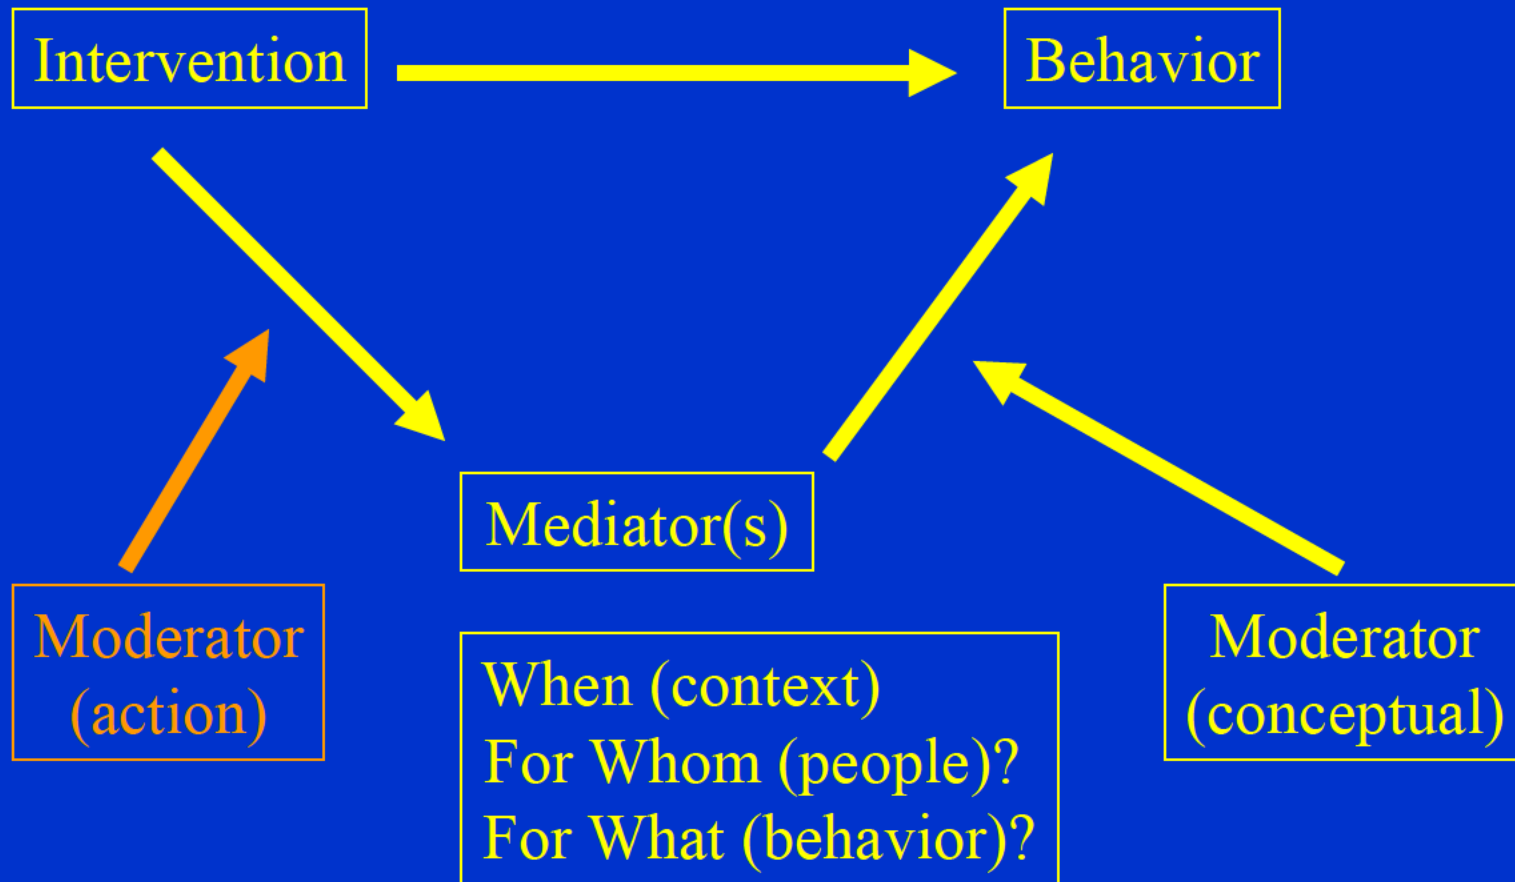 Intervention
Behavior
Mediator(s)
Moderator
(action)
When (context)
For Whom (people)?
For What (behavior)?
Moderator
(conceptual)